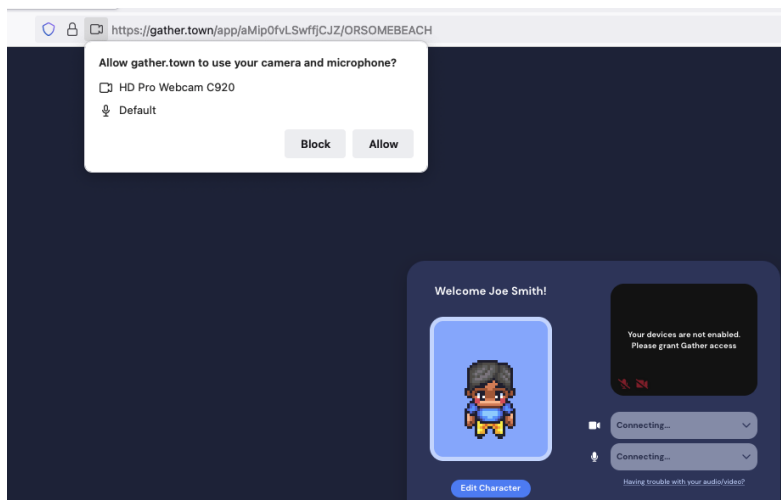 https://gather.town/app/aMip0fvLSwffjCJZ/ORSOMEBEACH
Allow gather.town to use your camera and microphone?
HD Pro Webcam C920
Default
Block Allow
Welcome Joe Smith!
Your devices are not enabled.
Please grant Gather access
Connecting...
Connecting...
Edit Character
Having trouble with your audio/video?